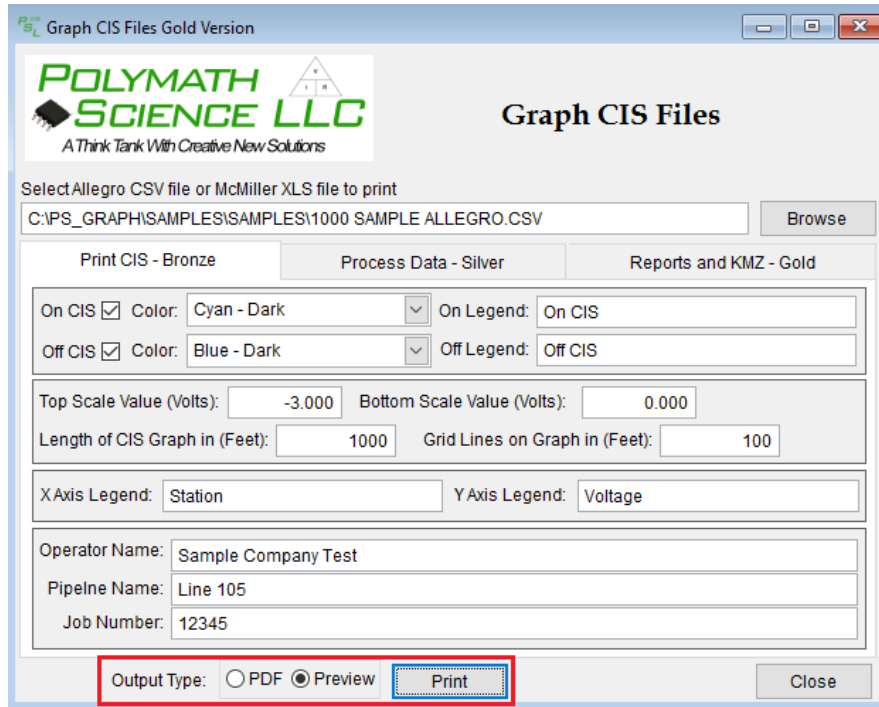 PSL Graph CIS Files Gold Version
POLYMATH
SCIENCE LLC
V
I R
A Think Tank With Creative New Solutions
Graph CIS Files
Select Allegro CSV file or McMiller XLS file to print
C:\PS_GRAPH\SAMPLES\SAMPLES\1000 SAMPLE ALLEGRO.CSV Browse
Print CIS - Bronze Process Data - Silver Reports and KMZ - Gold
On CIS Color: Cyan - Dark On Legend: On CIS
Off CIS Color: Blue - Dark Off Legend: Off CIS
Top Scale Value (Volts): -3.000 Bottom Scale Value (Volts): 0.000
Length of CIS Graph in (Feet): 1000 Grid Lines on Graph in (Feet): 100
X Axis Legend: Station Y Axis Legend: Voltage
Operator Name: Sample Company Test
Pipelne Name: Line 105
Job Number: 12345
Output Type: PDF Preview Print Close